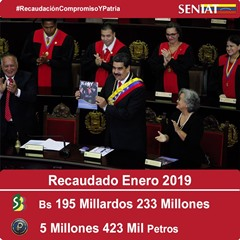 #RecaudaciónCompromisoYPatria
SENIAT
Recaudado Enero 2019
Bs 195 Millardos 233 Millones
5 Millones 423 Mil Petros